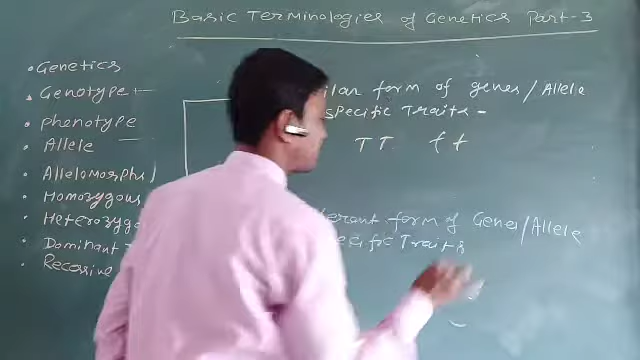 Basic Terminologies of Genetics Part-3
Genetics
Genotype
phenotype
Allele
Allelomorphs
Homozygous
Heterozygo
Dominant
Recessive
ilar form of genes/Allele
specific Traits -
TT tt
ferent form of Genes/Allele
ecific Traits